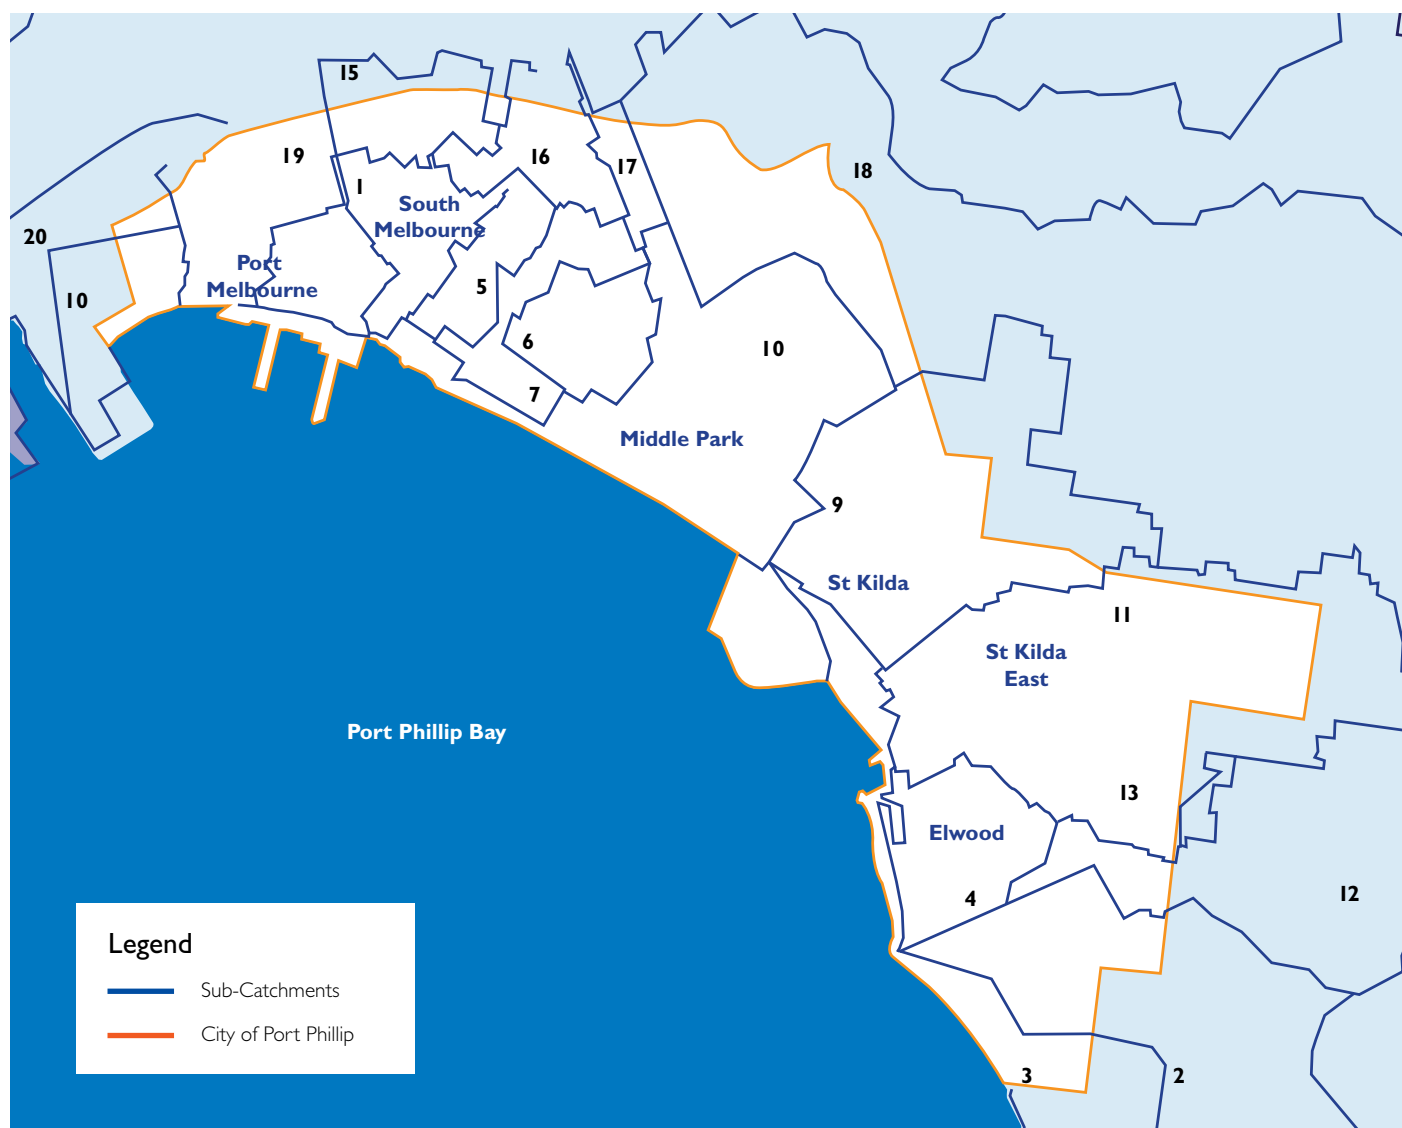 15
19
1
16
17
18
South
Melbourne
20
Port
Melbourne
10
5
6
10
7
Middle Park
9
St Kilda
11
St Kilda
East
Port Phillip Bay
13
Elwood
12
4
3
2
Legend
Sub-Catchments
City of Port Phillip